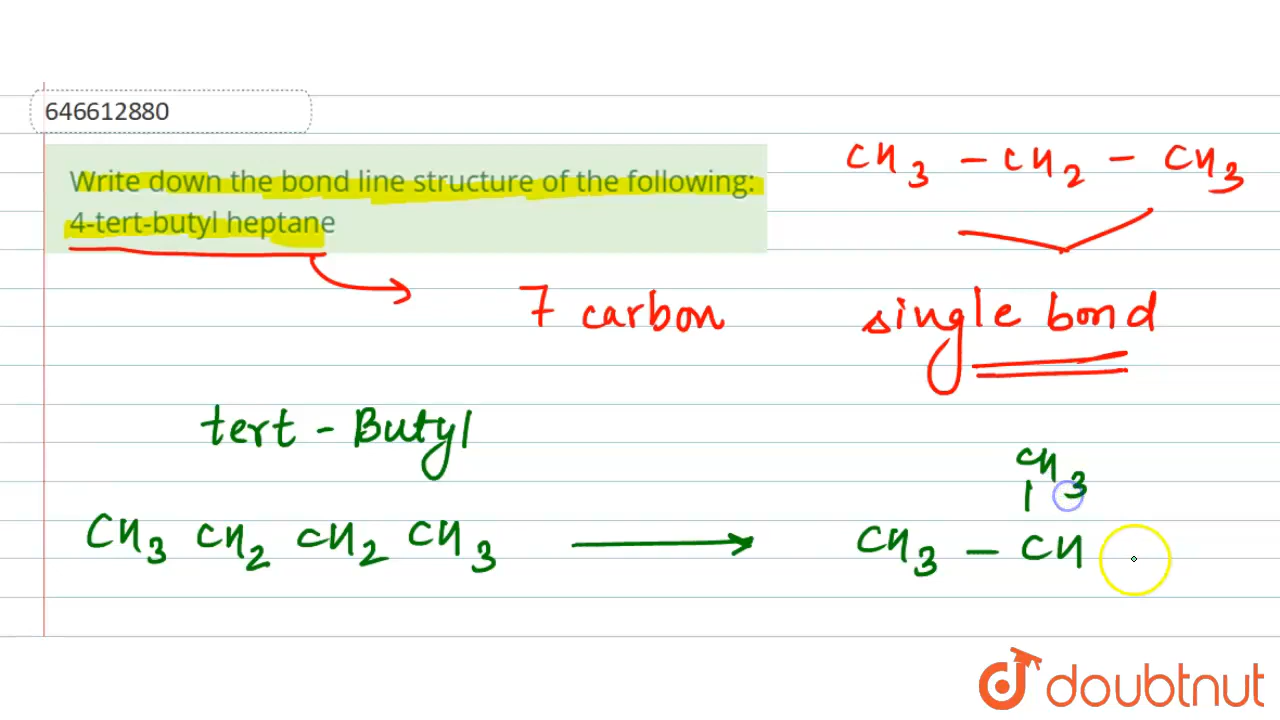 646612880
Write down the bond line structure of the following:
4-tert-butyl heptane
CH3 - CH2 - CH3
7 carbon
single bond
tert - Butyl
CH3 CH2 CH2 CH3
CH3
CH3 - CH
doubtnut